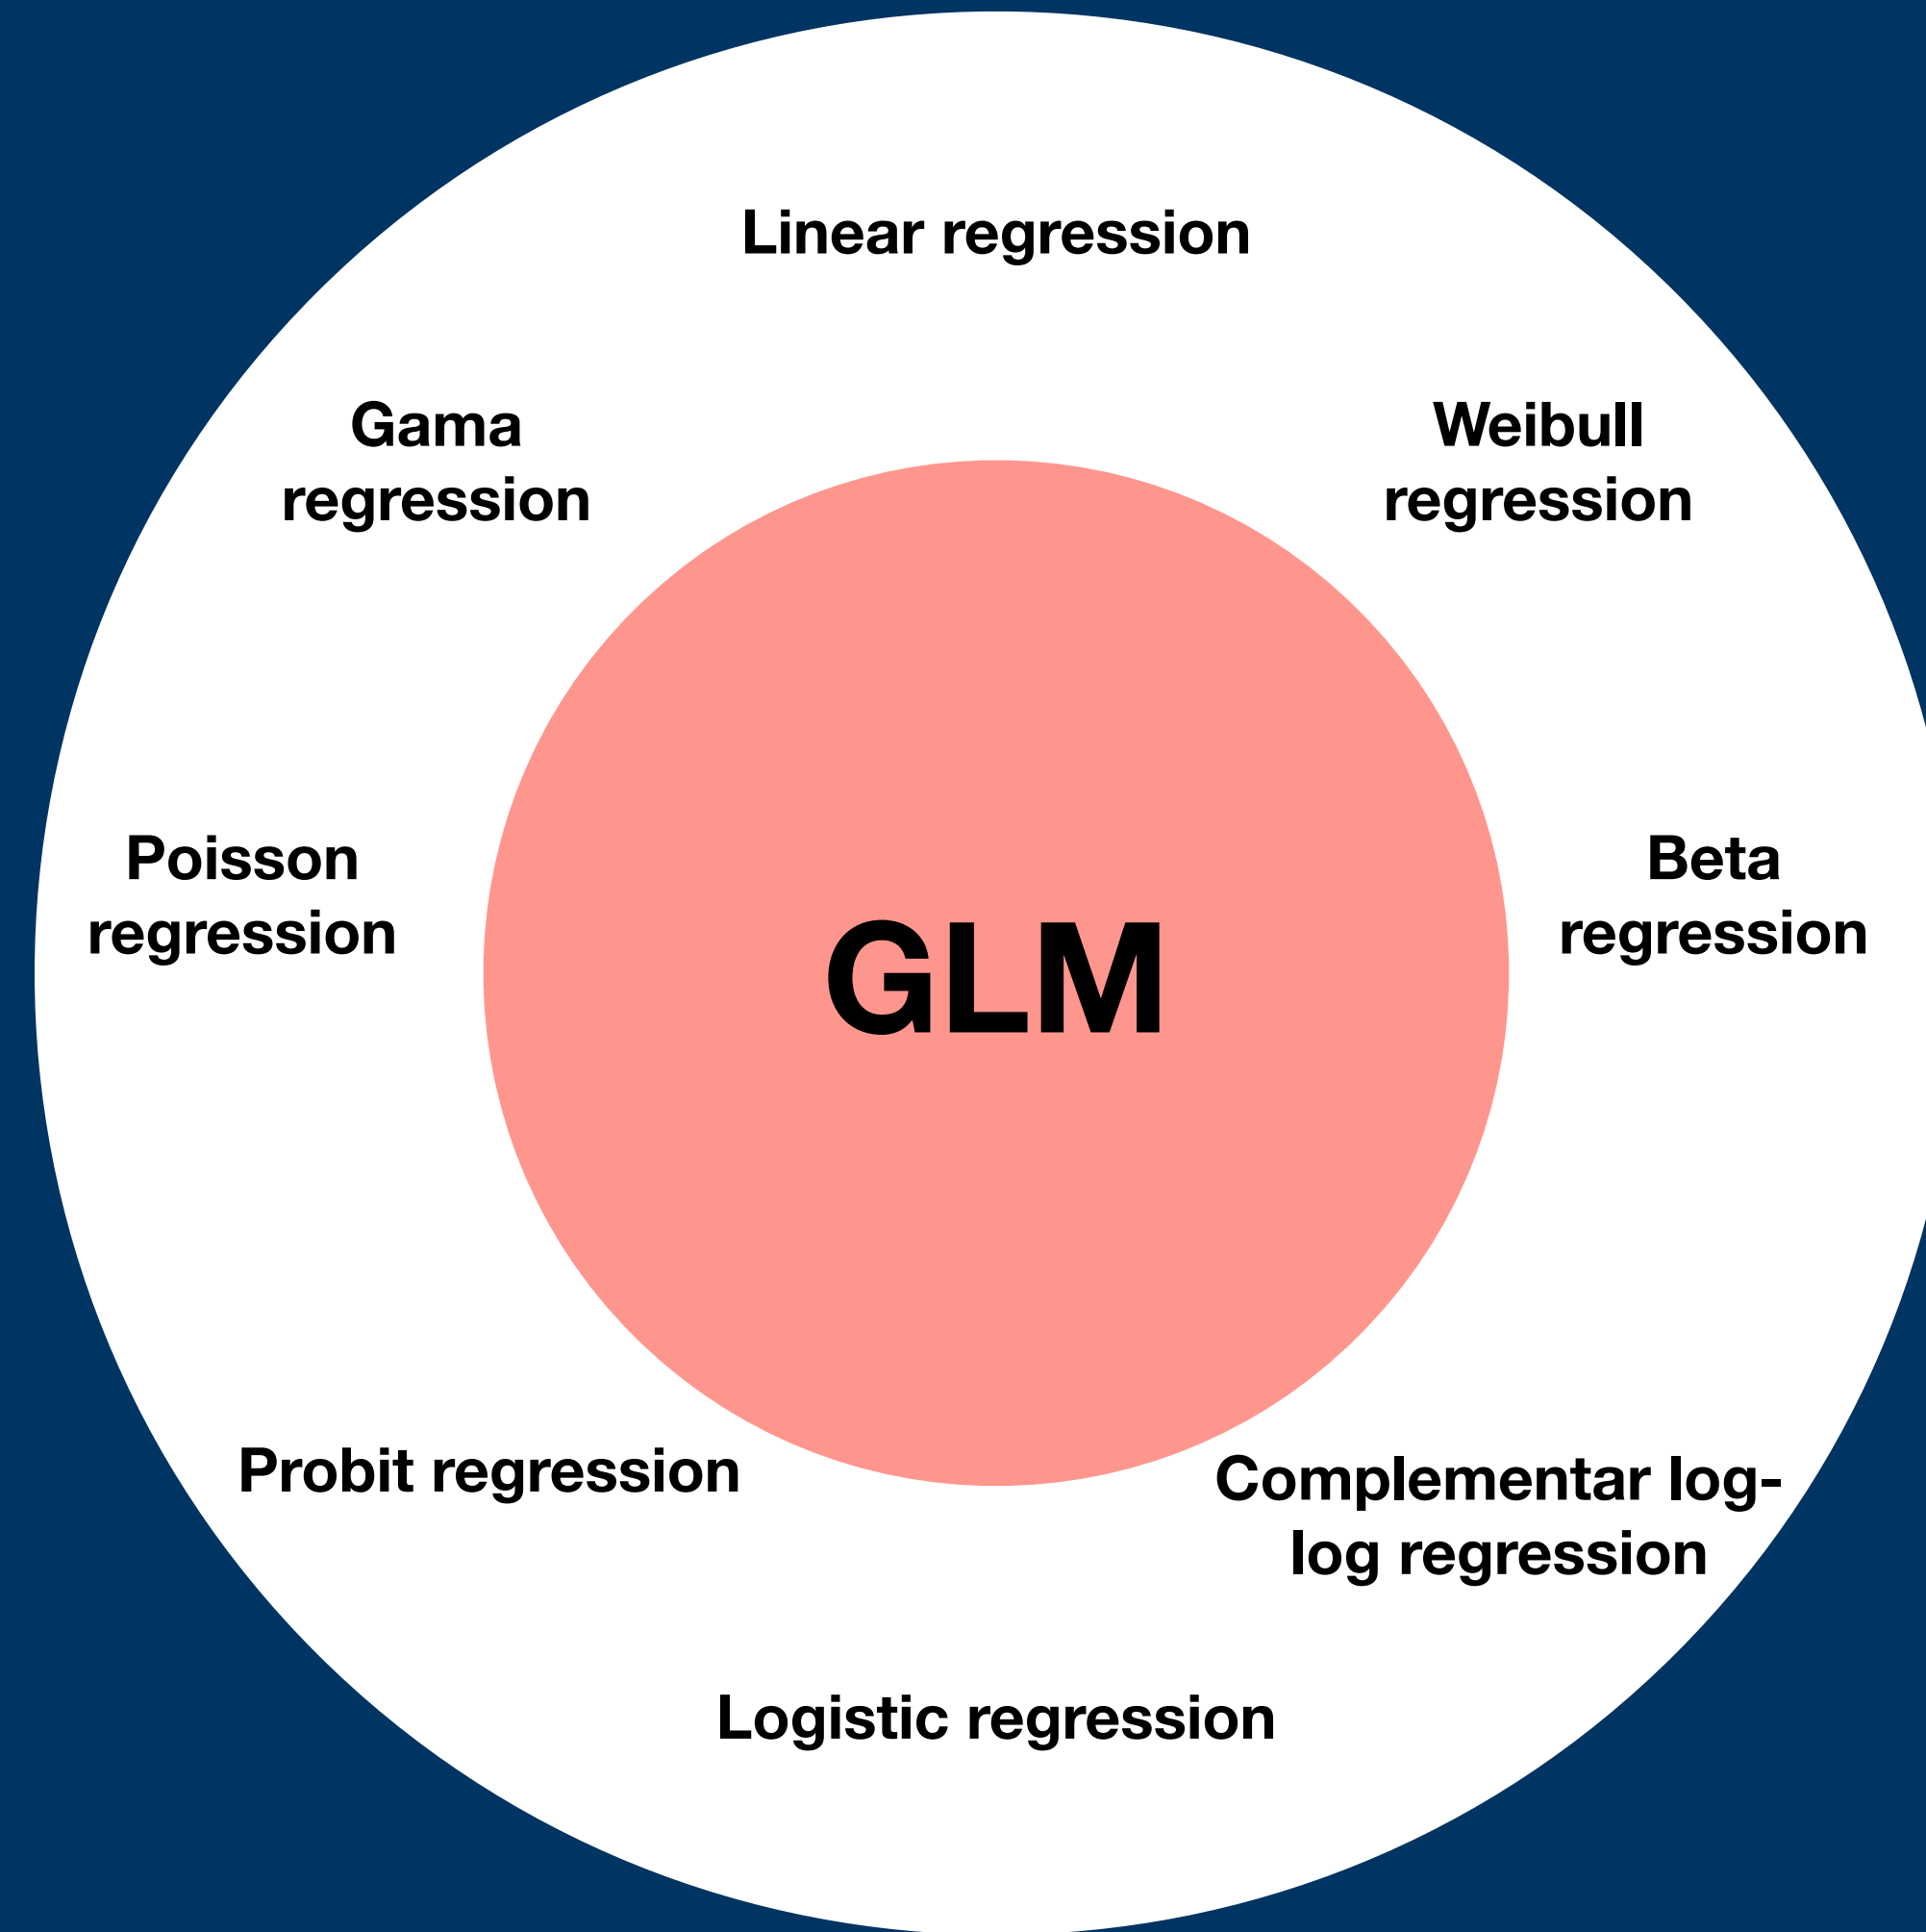 Linear regression
Gama
regression
Weibull
regression
Poisson
regression
Beta
regression
GLM
Probit regression
Complementar log-
log regression
Logistic regression